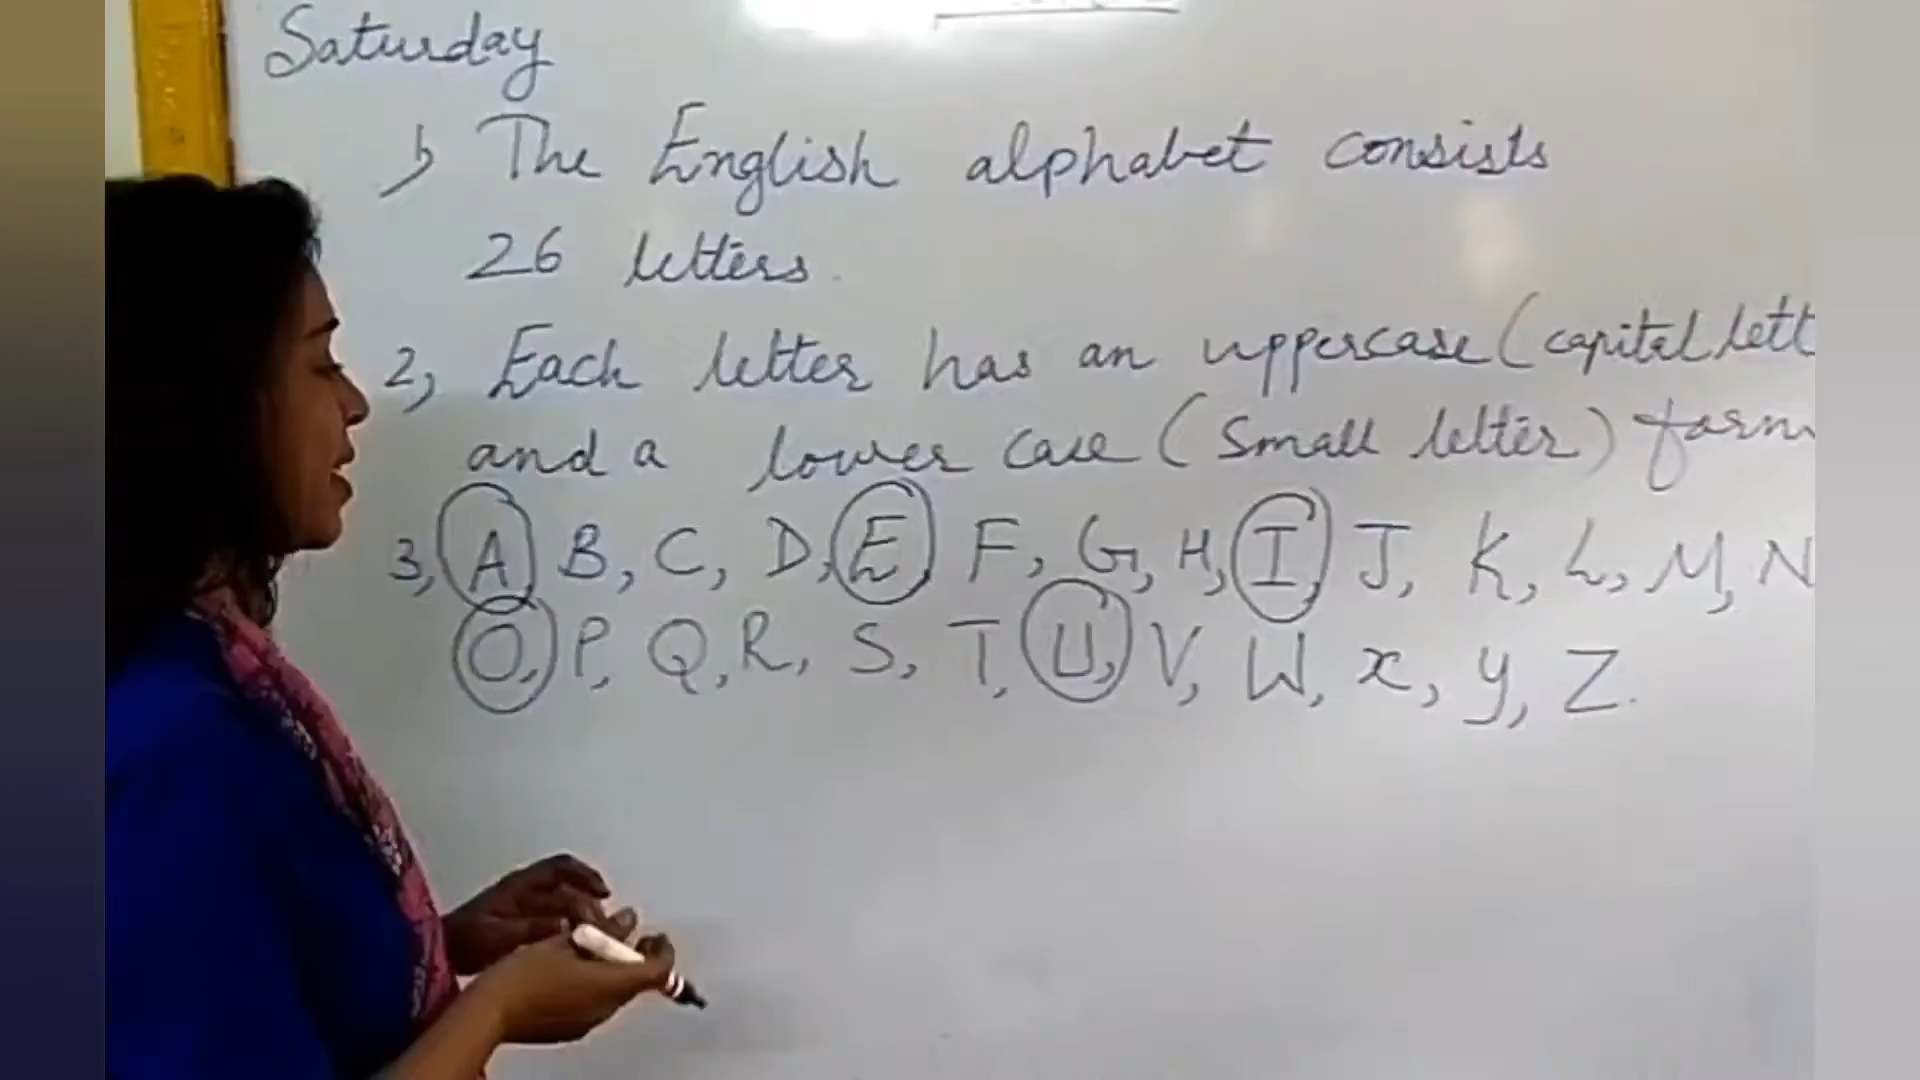 Saturday
1, The English alphabet consists
26 letters.
2, Each letter has an uppercase (capital lett
and a lower case (Small letter) form
3, A, B, C, D, E, F, G, H, I, J, K, L, M, N
O, P, Q, R, S, T, U, V, W, x, y, Z.